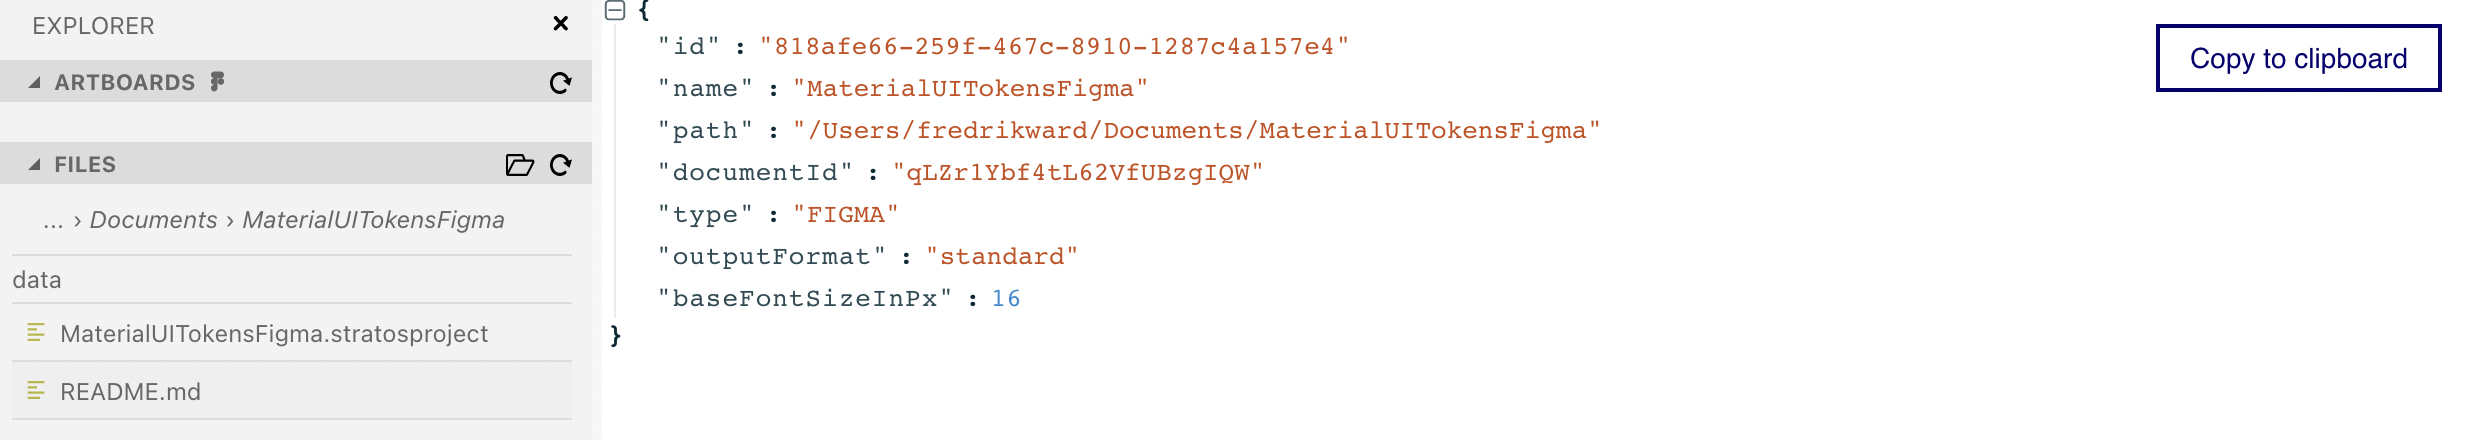 EXPLORER
ARTBOARDS
FILES
... › Documents › MaterialUITokensFigma
data
MaterialUITokensFigma.stratosproject
README.md
{
"id" : "818afe66-259f-467c-8910-1287c4a157e4"
"name" : "MaterialUITokensFigma"
"path" : "/Users/fredrikward/Documents/MaterialUITokensFigma"
"documentId" : "qLZr1Ybf4tL62VfUBzgIQW"
"type" : "FIGMA"
"outputFormat" : "standard"
"baseFontSizeInPx" : 16
}
Copy to clipboard